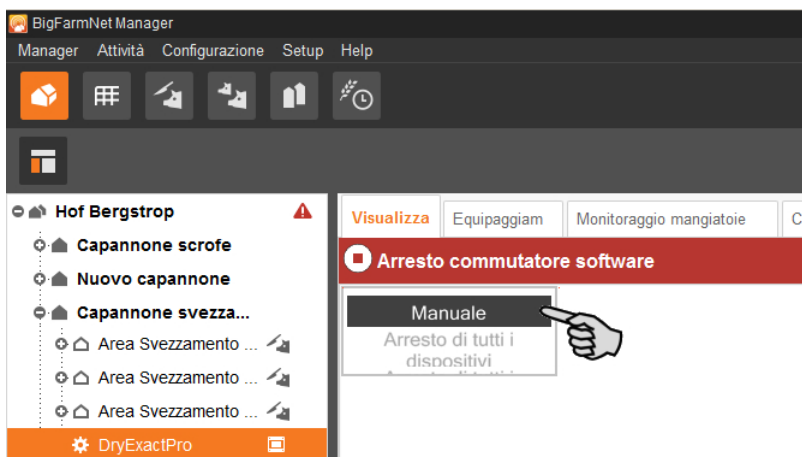 BigFarmNet Manager
Manager Attività Configurazione Setup Help
Hof Bergstrop
Capannone scrofe
Nuovo capannone
Capannone svezza...
Area Svezzamento ...
Area Svezzamento ...
Area Svezzamento ...
DryExactPro
Visualizza Equipaggiam Monitoraggio mangiatoie
Arresto commutatore software
Manuale
Arresto di tutti i
dispositivi